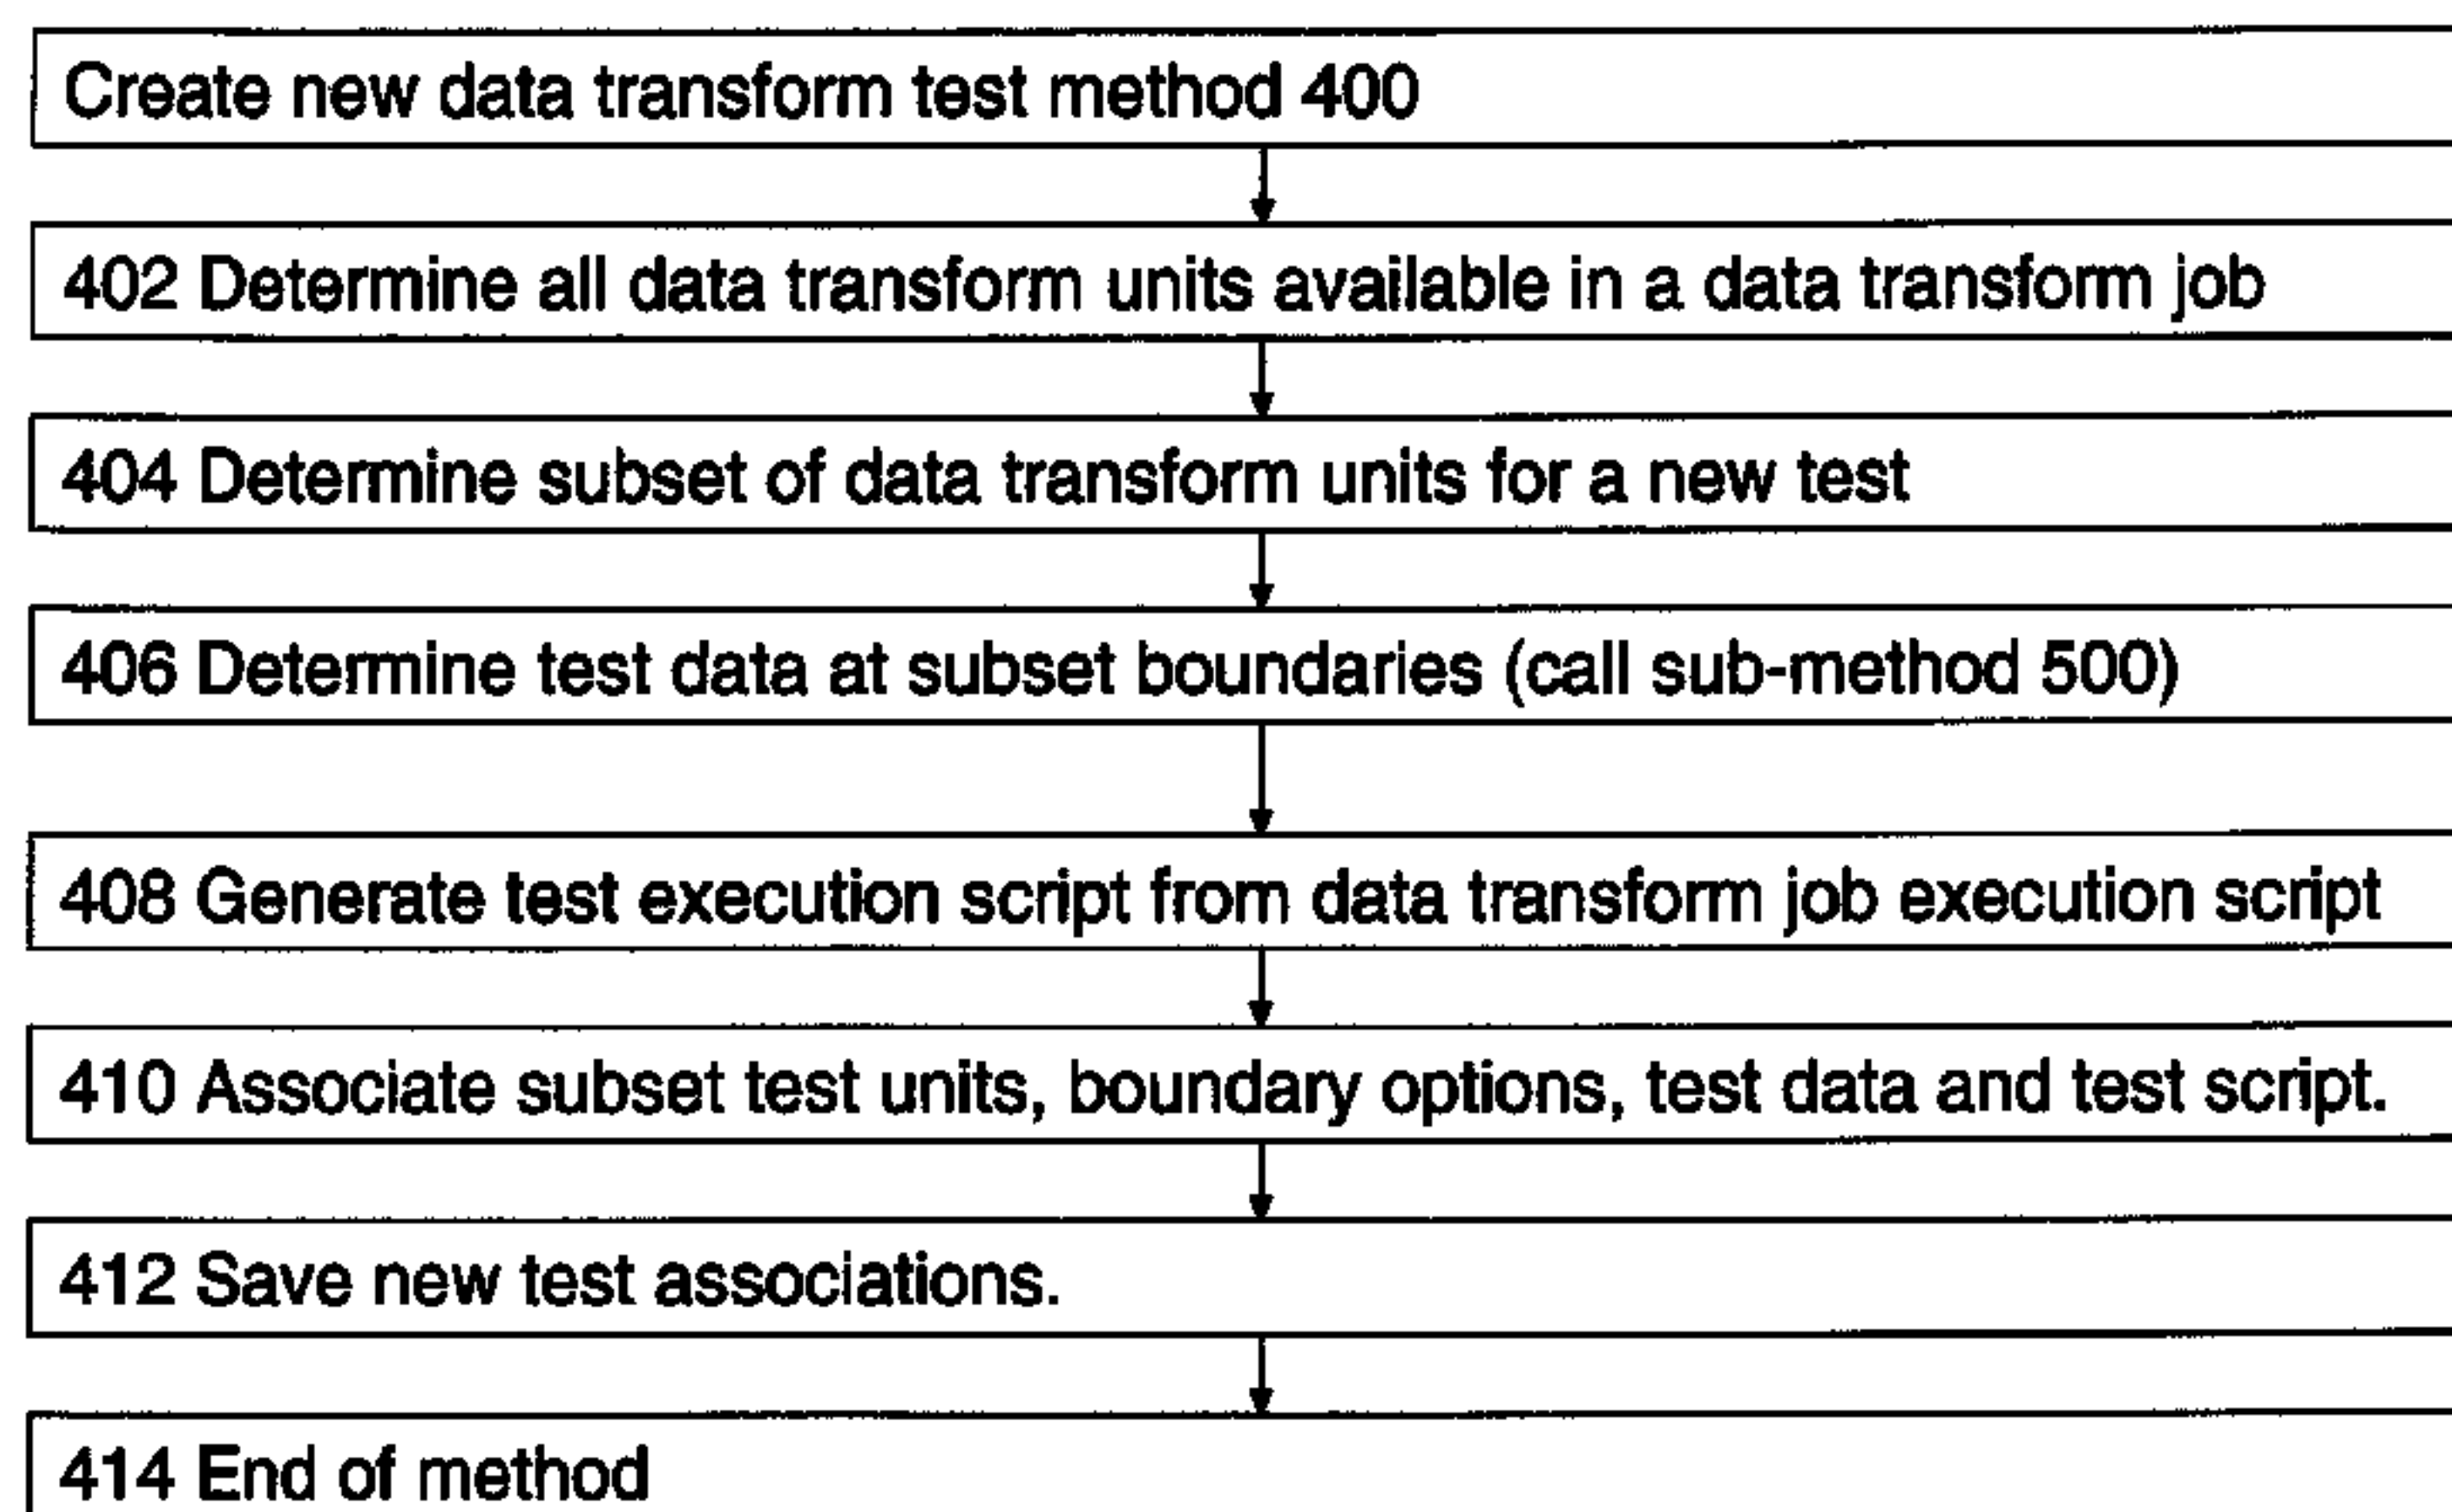 Create new data transform test method 400
402 Determine all data transform units available in a data transform job
404 Determine subset of data transform units for a new test
406 Determine test data at subset boundaries (call sub-method 500)
408 Generate test execution script from data transform job execution script
410 Associate subset test units, boundary options, test data and test script.
412 Save new test associations.
414 End of method